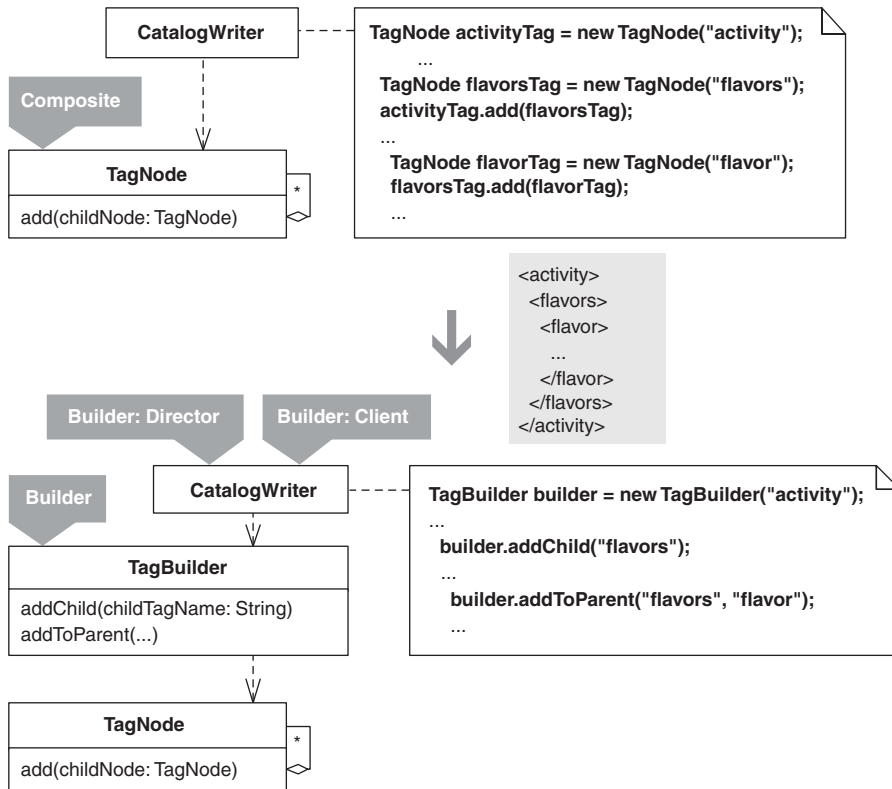 CatalogWriter
TagNode activityTag = new TagNode("activity");
...
TagNode flavorsTag = new TagNode("flavors");
activityTag.add(flavorsTag);
...
TagNode flavorTag = new TagNode("flavor");
flavorsTag.add(flavorTag);
...
Composite
TagNode
*
add(childNode: TagNode)
<activity>
<flavors>
<flavor>
...
</flavor>
</flavors>
</activity>
Builder: Director
Builder: Client
Builder
CatalogWriter
TagBuilder builder = new TagBuilder("activity");
...
builder.addChild("flavors");
...
builder.addToParent("flavors", "flavor");
...
TagBuilder
addChild(childTagName: String)
addToParent(...)
TagNode
*
add(childNode: TagNode)